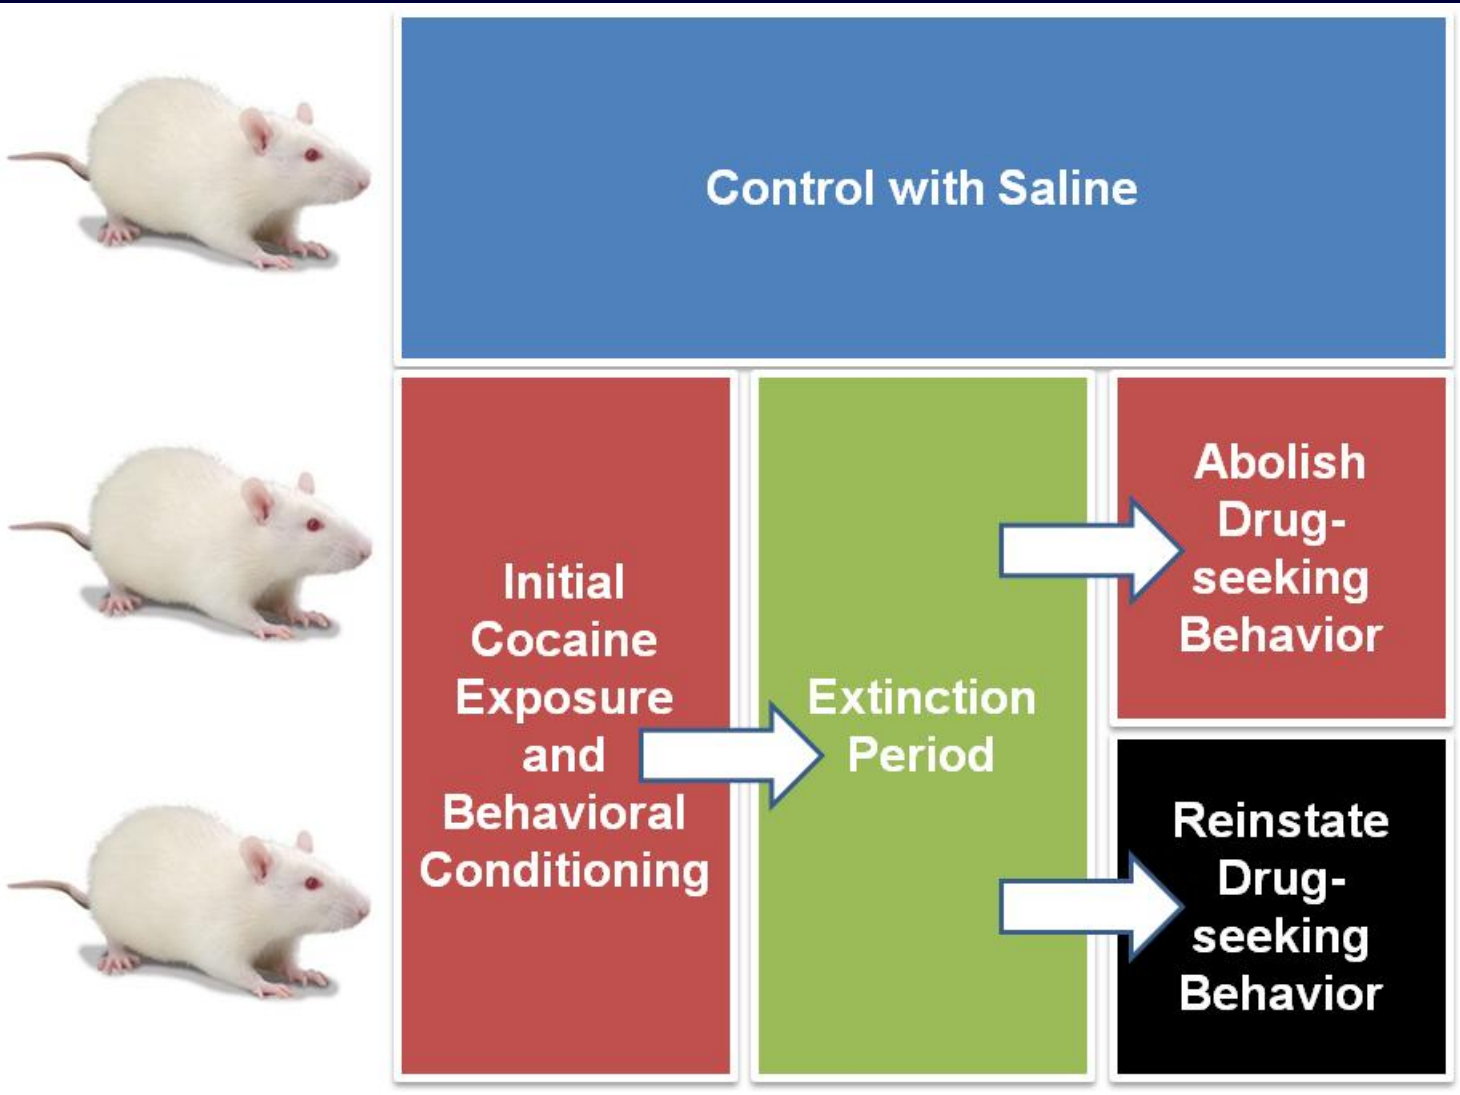 Control with Saline
Initial
Cocaine
Exposure
and
Behavioral
Conditioning
Extinction
Period
Abolish
Drug-
seeking
Behavior
Reinstate
Drug-
seeking
Behavior